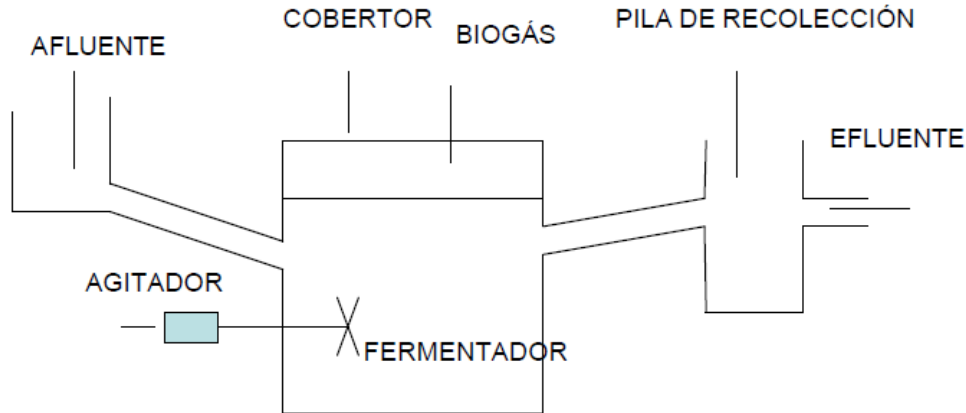 COBERTOR
PILA DE RECOLECCIÓN
AFLUENTE
BIOGÁS
EFLUENTE
AGITADOR
FERMENTADOR